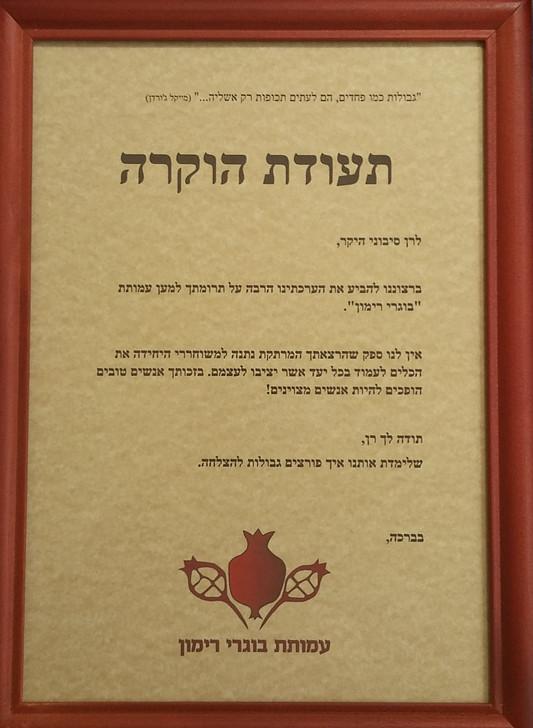 "גבולות כמו פחדים, הם לעתים תכופות רק אשליה..." (מייקל ג'ורדן)
תעודת הוקרה
לרן סיבוני היקר,
ברצוננו להביע את הערכתינו הרבה על תרומתך למען עמותת
"בוגרי רימון".
אין לנו ספק שהרצאתך המרתקת נתנה למשוחררי היחידה את
הכלים לעמוד בכל יעד אשר יציבו לעצמם. בזכותך אנשים טובים
הופכים להיות אנשים מצוינים!
תודה לך רן,
שלימדת אותנו איך פורצים גבולות להצלחה.
בברכה,
עמותת בוגרי רימון